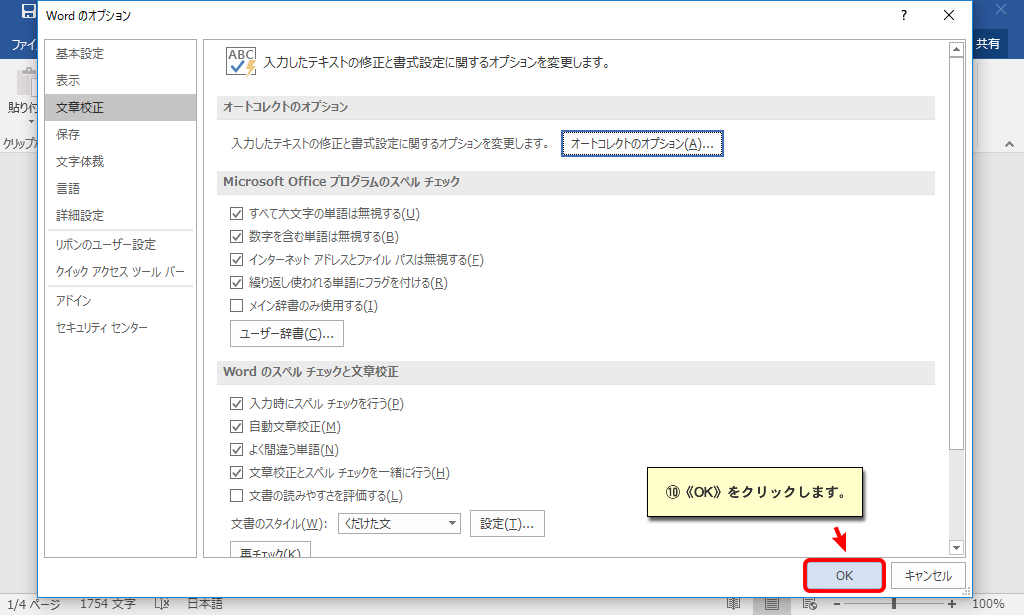 Word のオプション
?
ファイ
共有
貼り付
クリップ
基本設定
表示
文章校正
保存
文字体裁
言語
詳細設定
リボンのユーザー設定
クイック アクセス ツール バー
アドイン
セキュリティ センター
ABC
入力したテキストの修正と書式設定に関するオプションを変更します。
オートコレクトのオプション
入力したテキストの修正と書式設定に関するオプションを変更します。 オートコレクトのオプション(A)...
Microsoft Office プログラムのスペル チェック
すべて大文字の単語は無視する(U)
数字を含む単語は無視する(B)
インターネット アドレスとファイル パスは無視する(F)
繰り返し使われる単語にフラグを付ける(R)
メイン辞書のみ使用する(I)
ユーザー辞書(C)...
Word のスペル チェックと文章校正
入力時にスペル チェックを行う(P)
自動文章校正(M)
よく間違う単語(N)
文章校正とスペル チェックを一緒に行う(H)
文書の読みやすさを評価する(L)
文書のスタイル(W): くだけた文 設定(T)...
再チェック(K)
⑩《OK》をクリックします。
OK キャンセル
1/4 ページ 1754 文字 日本語 100%